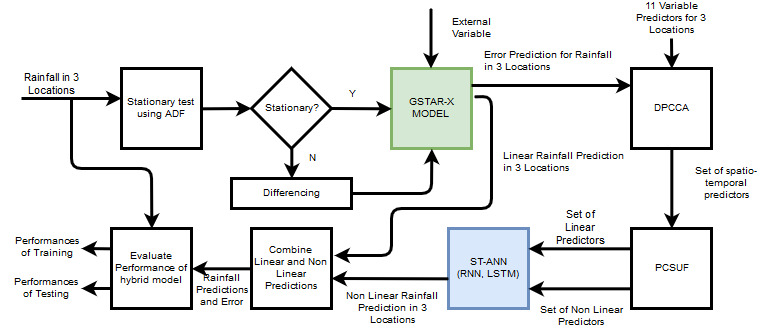 11 Variable
Predictors for 3
Locations
External
Variable
Error Prediction for Rainfall
in 3 Locations
Rainfall in 3
Locations
Stationary test
using ADF
Stationary?
Y
GSTAR-X
MODEL
DPCCA
N
Linear Rainfall Prediction
in 3 Locations
Differencing
Set of spatio-
temporal
predictors
Set of
Linear
Predictors
Performances
of Training
Evaluate
Performance of
hybrid model
Combine
Linear and Non
Linear
Predictions
ST-ANN
(RNN, LSTM)
PCSUF
Performances
of Testing
Rainfall
Predictions
and Error
Non Linear Rainfall
Prediction in 3
Locations
Set of Non Linear
Predictors